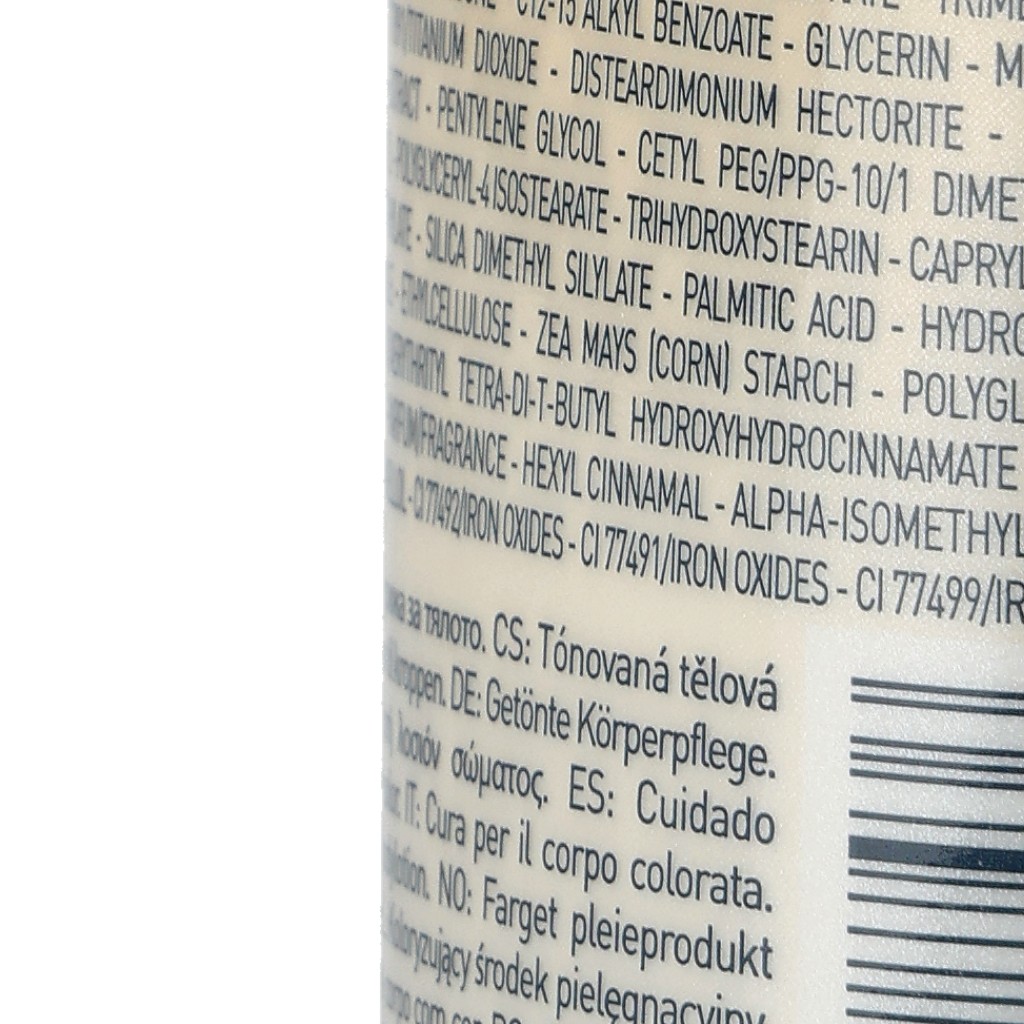 C12-15 ALKYL BENZOATE - GLYCERIN - M
TITANIUM DIOXIDE - DISTEARDIMONIUM HECTORITE -
- PENTYLENE GLYCOL - CETYL PEG/PPG-10/1 DIMET
POLYGLYCERYL-4 ISOSTEARATE - TRIHYDROXYSTEARIN - CAPRYL
- SILICA DIMETHYL SILYLATE - PALMITIC ACID - HYDRO
- ETHYLCELLULOSE - ZEA MAYS (CORN) STARCH - POLYGL
TETRA-DI-T-BUTYL HYDROXYHYDROCINNAMATE
/FRAGRANCE - HEXYL CINNAMAL - ALPHA-ISOMETHYL
- CI 77492/IRON OXIDES - CI 77491/IRON OXIDES - CI 77499/IR
за тялото. CS: Tónovaná tělová
DE: Getönte Körperpflege.
λοσιόν σώματος. ES: Cuidado
IT: Cura per il corpo colorata.
NO: Farget pleieprodukt
środek pielęgnacyjny